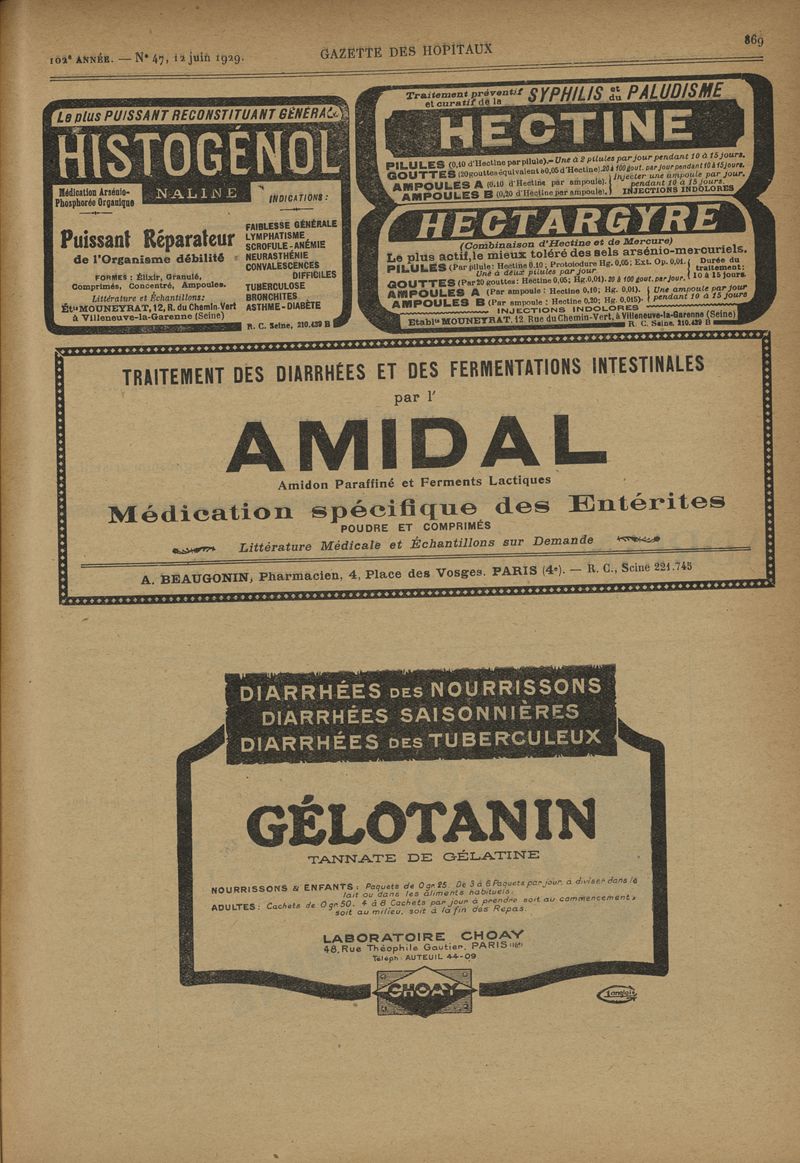 102e ANNÉE. — N° 47, 12 juin 1929.
GAZETTE DES HOPITAUX
869
Le plus PUISSANT RECONSTITUANT GÉNÉRAL
HISTOGÉNOL
Médication Arsénio-
Phosphorée Organique
NALINE
INDICATIONS :
Puissant Réparateur
de l'Organisme débilité
FORMES : Élixir, Granulé,
Comprimés, Concentré, Ampoules.
Littérature et Échantillons:
Éts MOUNEYRAT, 12, R. du Chemin-Vert
à Villeneuve-la-Garenne (Seine)
FAIBLESSE GÉNÉRALE
LYMPHATISME
SCROFULE - ANÉMIE
NEURASTHÉNIE
CONVALESCENCES
DIFFICILES
TUBERCULOSE
BRONCHITES
ASTHME - DIABÈTE
R. C. Seine, 210.439 B
Traitement préventif et curatif de la SYPHILIS et du PALUDISME
HECTINE
PILULES (0,10 d'Hectine par pilule).- Une à 2 pilules par jour pendant 10 à 15 jours.
GOUTTES (20 gouttes équivalent à 0,05 d'Hectine). 20 à 100 gout. par jour pendant 10 à 15 jours.
AMPOULES A (0.10 d'Hectine par ampoule). Injecter une ampoule par jour,
AMPOULES B (0,20 d'Hectine par ampoule). pendant 10 à 15 jours.
INJECTIONS INDOLORES
HECTARGYRE
(Combinaison d'Hectine et de Mercure)
Le plus actif, le mieux toléré des sels arsénio-mercuriels.
PILULES (Par pilule: Hectine 0.10; Protoiodure Hg. 0,05; Ext. Op. 0,01.
Une à deux pilules par jour.
Durée du
traitement:
10 à 15 jours
GOUTTES (Par 20 gouttes: Hectine 0,05; Hg.0,01). 20 à 100 gout. par jour.
AMPOULES A (Par ampoule : Hectine 0,10; Hg. 0,01). Une ampoule par jour
AMPOULES B (Par ampoule : Hectine 0,20; Hg. 0,015). pendant 10 à 15 jours
INJECTIONS INDOLORES
Etablts MOUNEYRAT, 12, Rue du Chemin-Vert, à Villeneuve-la-Garenne (Seine)
R. C. Seine, 210.439 B
TRAITEMENT DES DIARRHÉES ET DES FERMENTATIONS INTESTINALES
par l'
AMIDAL
Amidon Paraffiné et Ferments Lactiques
Médication spécifique des Entérites
POUDRE ET COMPRIMÉS
Littérature Médicale et Échantillons sur Demande
A. BEAUGONIN, Pharmacien, 4, Place des Vosges. PARIS (4e). — R. C., Seine 221.745
DIARRHÉES DES NOURRISSONS
DIARRHÉES SAISONNIÈRES
DIARRHÉES DES TUBERCULEUX
GÉLOTANIN
TANNATE DE GÉLATINE
NOURRISSONS & ENFANTS : Paquets de 0 gr 25. De 3 à 6 Paquets par jour, à diviser dans le
lait ou dans les aliments habituels.
ADULTES : Cachets de 0 gr. 50. 4 à 8 Cachets par jour à prendre soit au commencement,
soit au milieu, soit à la fin des Repas.
LABORATOIRE CHOAY
48, Rue Théophile Gautier, PARIS (16e)
Téléph. AUTEUIL 44-09
CHOAY
Langlois